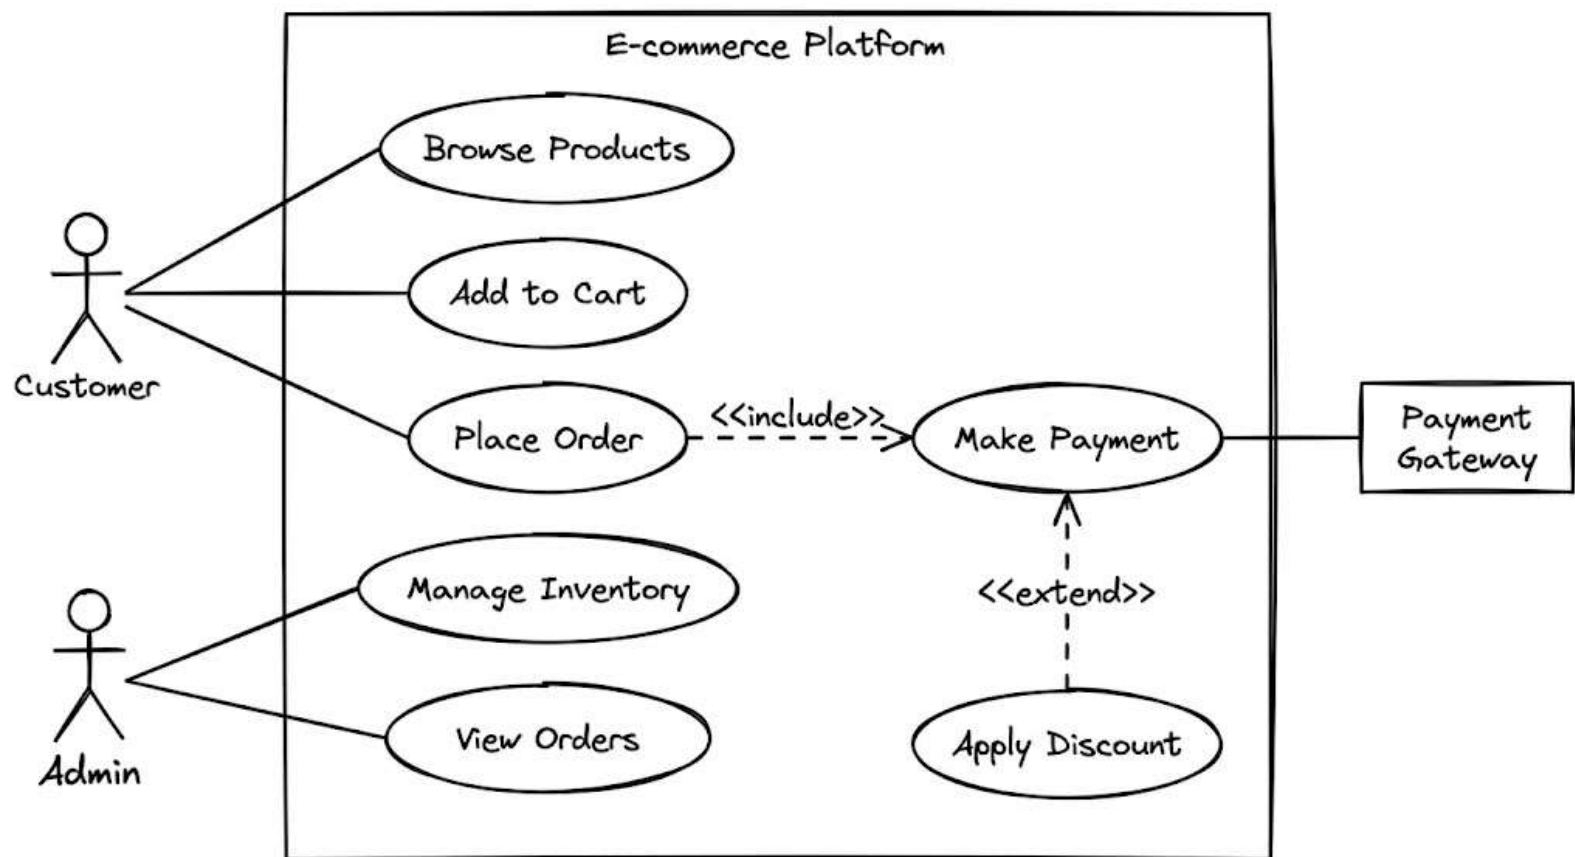 E-commerce Platform
Browse Products
Add to Cart
Customer
Place Order
<<include>>
Make Payment
Payment
Gateway
Manage Inventory
<<extend>>
Admin
View Orders
Apply Discount